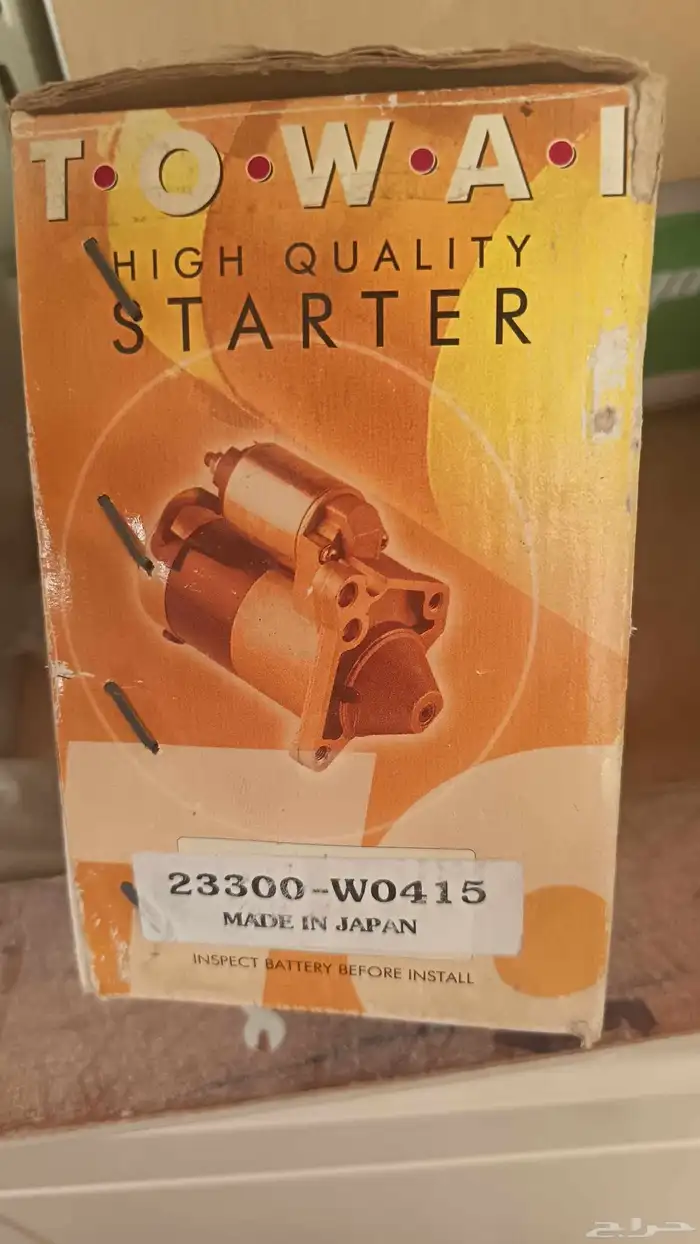 T•O•W•A•I
HIGH QUALITY
STARTER
23300-W0415
MADE IN JAPAN
INSPECT BATTERY BEFORE INSTALL
حراج